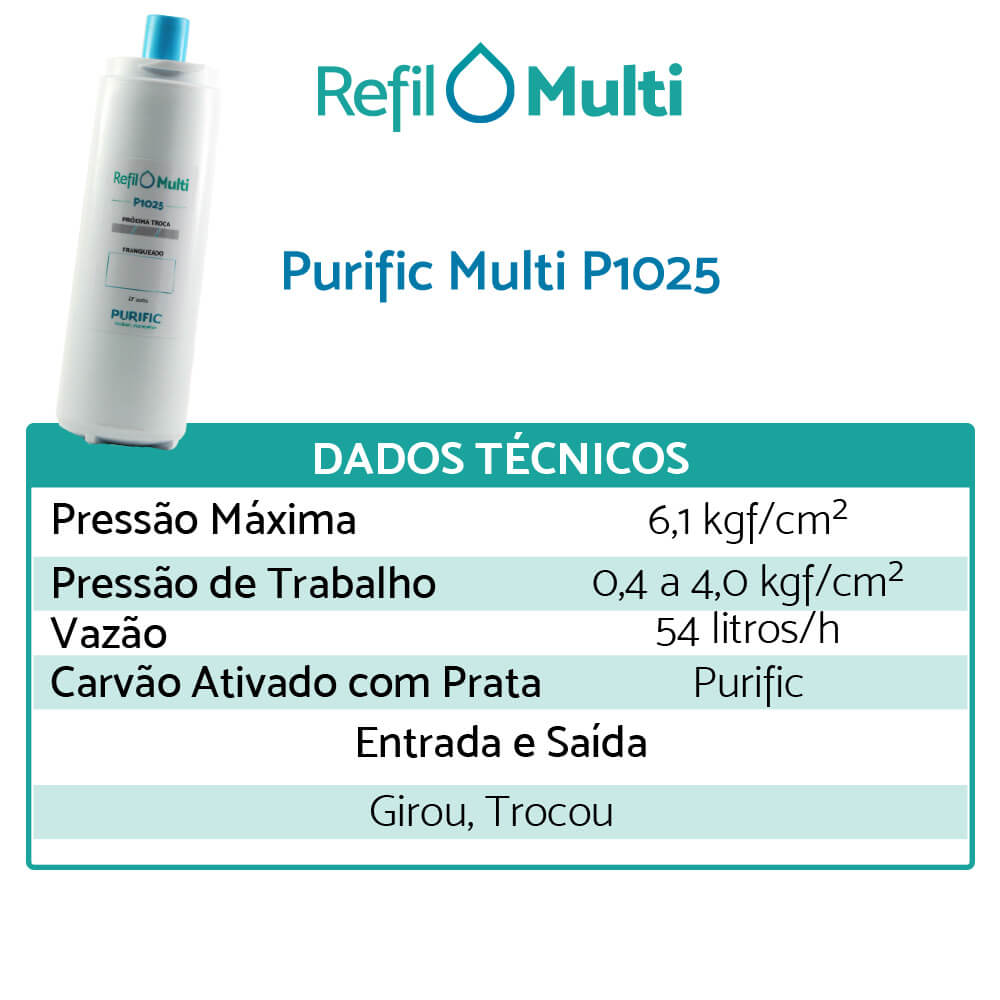 Refil Multi
Refil Multi
P1025
PRÓXIMA TROCA
FRANQUEADO
PURIFIC
Purific Multi P1025
DADOS TÉCNICOS
Pressão Máxima 6,1 kgf/cm²
Pressão de Trabalho 0,4 a 4,0 kgf/cm²
Vazão 54 litros/h
Carvão Ativado com Prata Purific
Entrada e Saída
Girou, Trocou